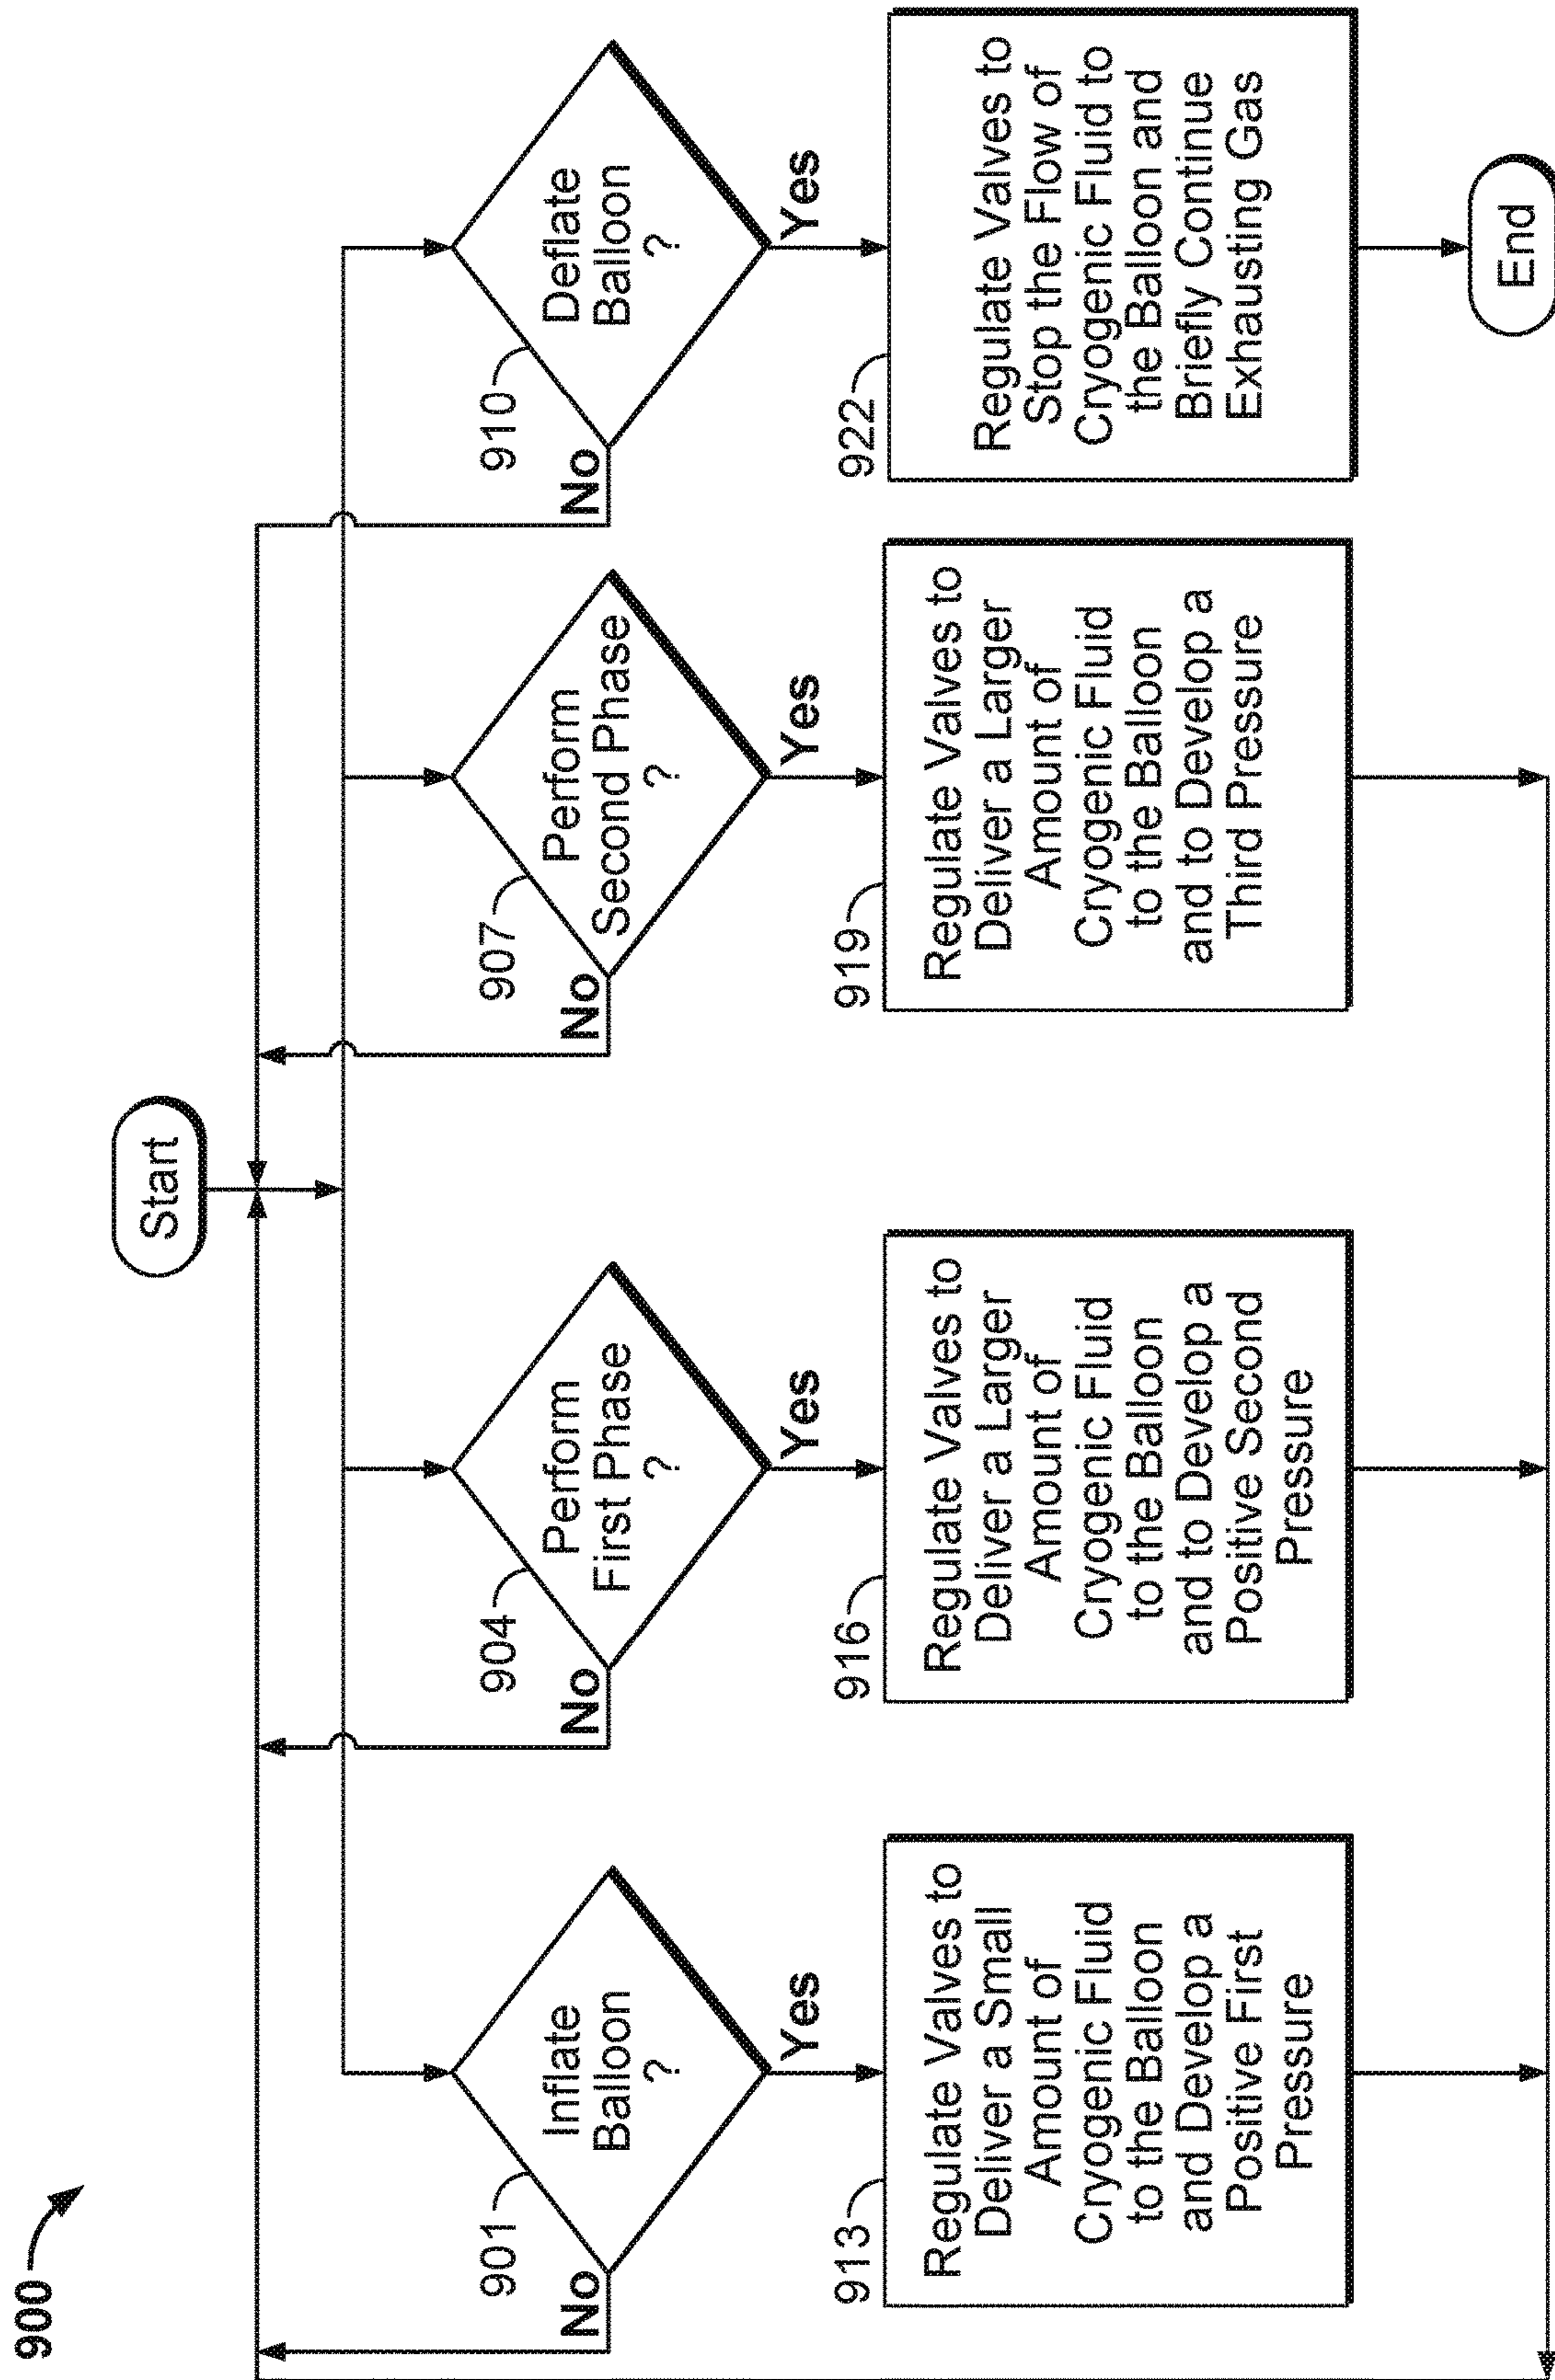 900
Start
901
Inflate
Balloon
?
No
Yes
904
Perform
First Phase
?
No
Yes
907
Perform
Second Phase
?
No
Yes
910
Deflate
Balloon
?
No
Yes
913
Regulate Valves to
Deliver a Small
Amount of
Cryogenic Fluid
to the Balloon
and Develop a
Positive First
Pressure
916
Regulate Valves to
Deliver a Larger
Amount of
Cryogenic Fluid
to the Balloon
and to Develop a
Positive Second
Pressure
919
Regulate Valves to
Deliver a Larger
Amount of
Cryogenic Fluid
to the Balloon
and to Develop a
Third Pressure
922
Regulate Valves to
Stop the Flow of
Cryogenic Fluid to
the Balloon and
Briefly Continue
Exhausting Gas
End